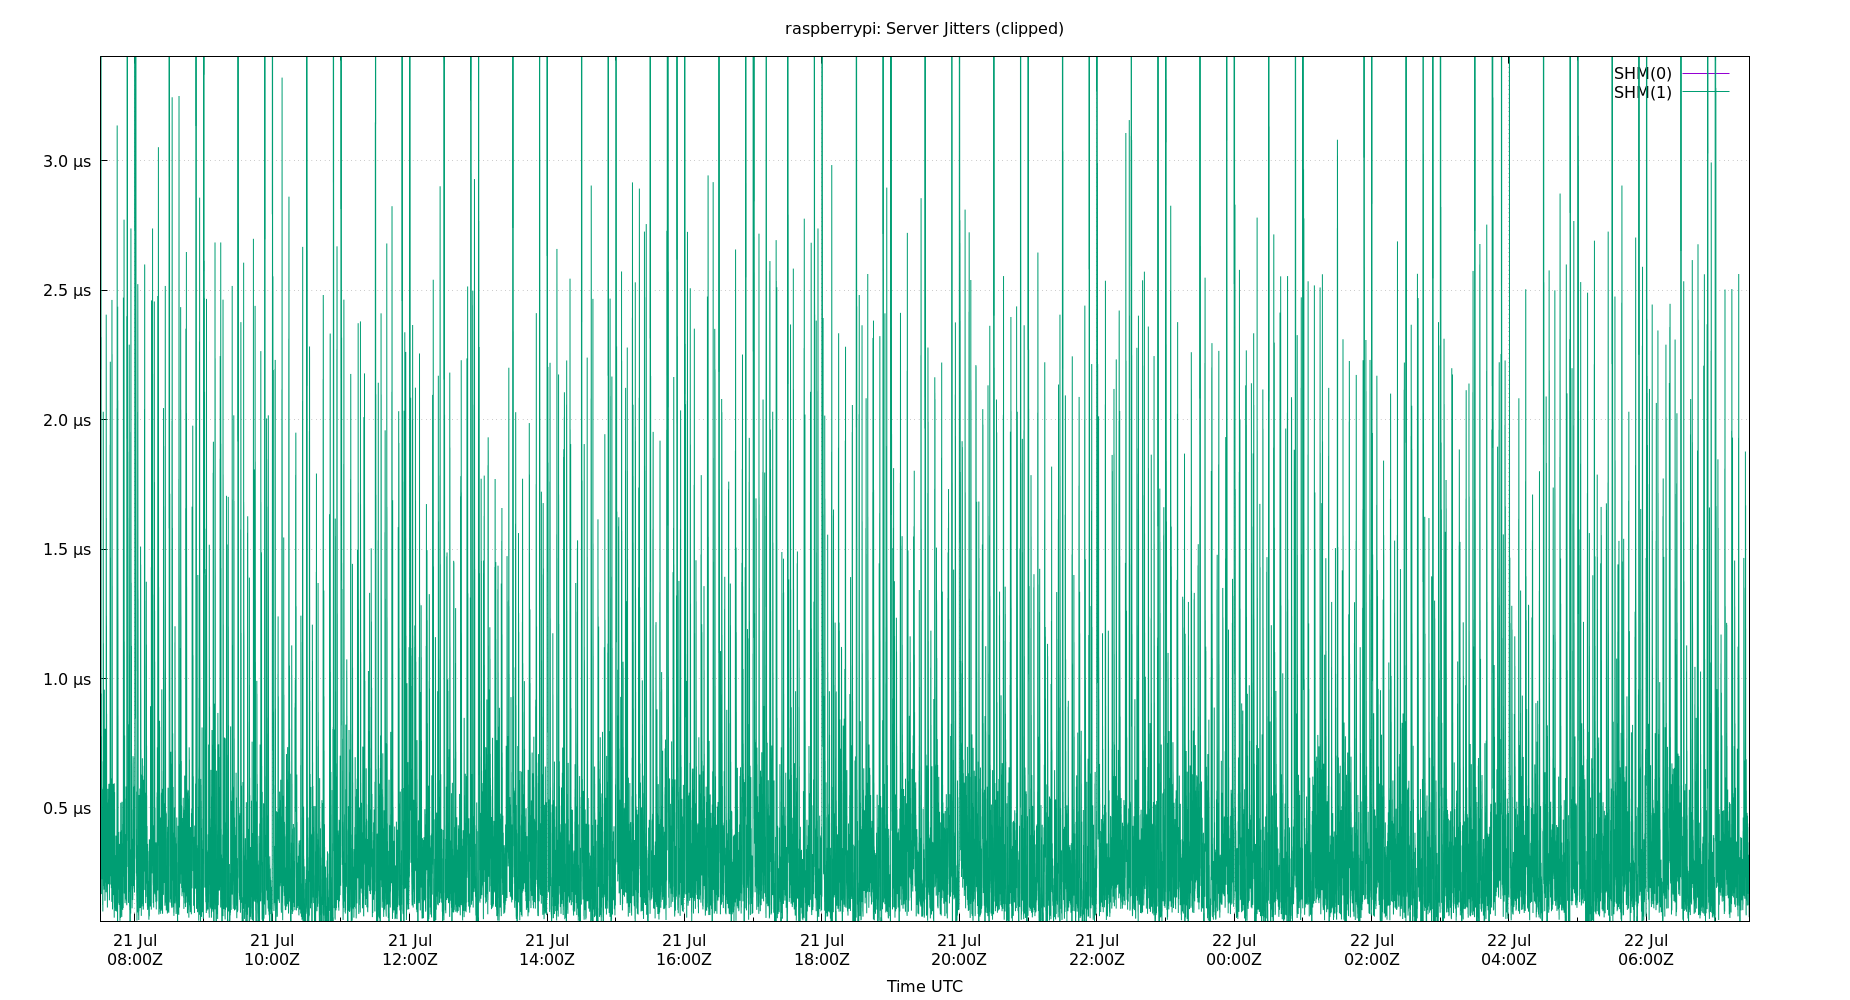 raspberrypi: Server Jitters (clipped)
SHM(0)
SHM(1)
3.0 µs
2.5 µs
2.0 µs
1.5 µs
1.0 µs
0.5 µs
21 Jul 21 Jul 21 Jul 21 Jul 21 Jul 21 Jul 21 Jul 21 Jul 22 Jul 22 Jul 22 Jul 22 Jul
08:00Z 10:00Z 12:00Z 14:00Z 16:00Z 18:00Z 20:00Z 22:00Z 00:00Z 02:00Z 04:00Z 06:00Z
Time UTC